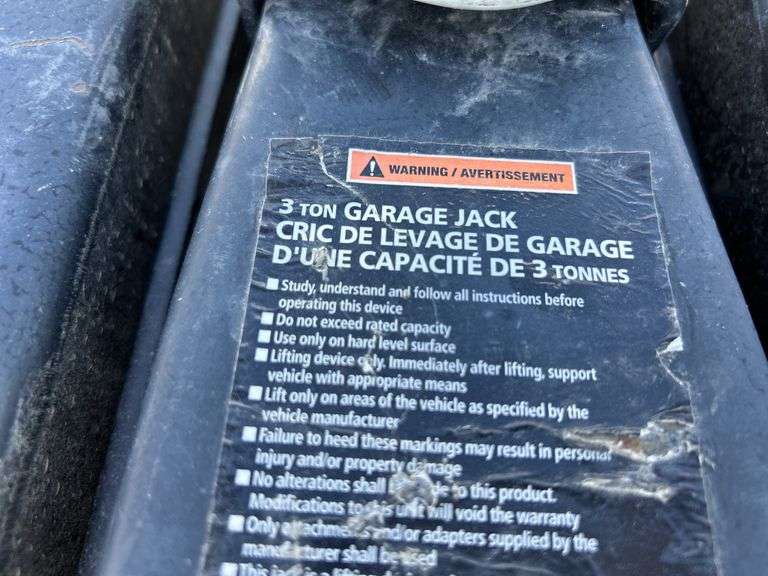 WARNING / AVERTISSEMENT
3 TON GARAGE JACK
CRIC DE LEVAGE DE GARAGE
D'UNE CAPACITÉ DE 3 TONNES
■ Study, understand and follow all instructions before
operating this device
■ Do not exceed rated capacity
■ Use only on hard level surface
■ Lifting device only. Immediately after lifting, support
vehicle with appropriate means
■ Lift only on areas of the vehicle as specified by the
vehicle manufacturer
■ Failure to heed these markings may result in personal
injury and/or property damage
■ No alterations shall to this product.
Modifications to this unit will void the warranty
■ Only attachments and/or adapters supplied by the
manufacturer shall be used
■ This jack is a lifting